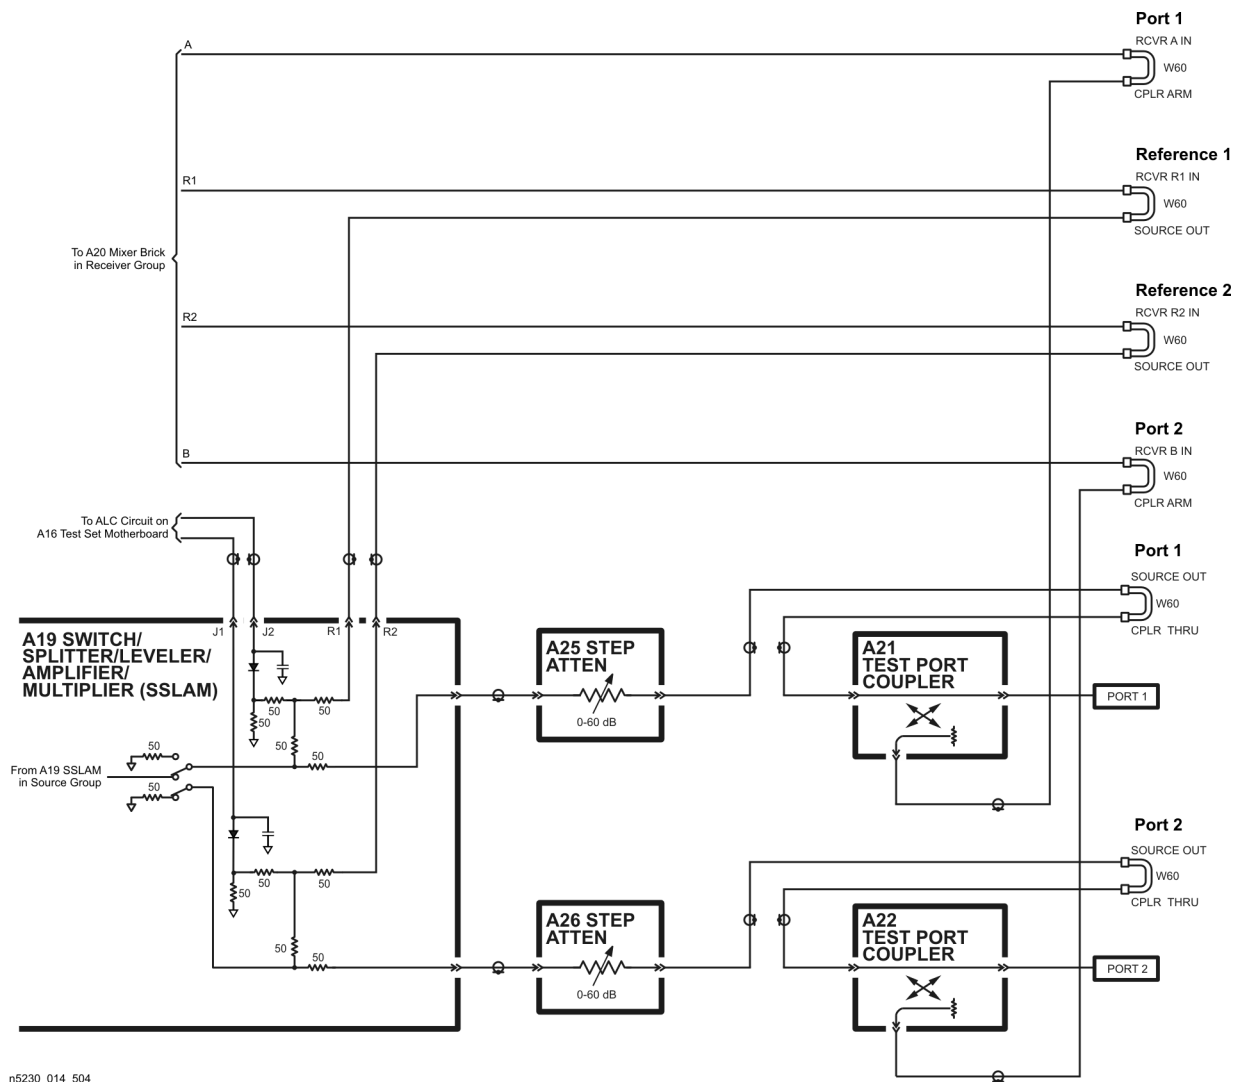 Port 1
RCVR A IN
W60
CPLR ARM
A
Reference 1
RCVR R1 IN
W60
SOURCE OUT
R1
To A20 Mixer Brick
in Receiver Group
Reference 2
RCVR R2 IN
W60
SOURCE OUT
R2
Port 2
RCVR B IN
W60
CPLR ARM
B
To ALC Circuit on
A16 Test Set Motherboard
Port 1
SOURCE OUT
W60
CPLR THRU
J1
J2
R1
R2
A19 SWITCH/
SPLITTER/LEVELER/
AMPLIFIER/
MULTIPLIER (SSLAM)
A25 STEP
ATTEN
0-60 dB
A21
TEST PORT
COUPLER
PORT 1
50
50
50
50
50
50
50
From A19 SSLAM
in Source Group
Port 2
SOURCE OUT
W60
CPLR THRU
50
50
50
50
50
A26 STEP
ATTEN
0-60 dB
A22
TEST PORT
COUPLER
PORT 2
n5230_014_504